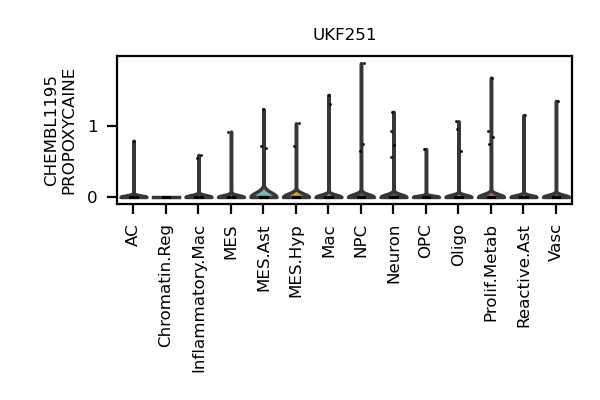 UKF251
CHEMBL1195
PROPOXYCAINE
1
0
AC
Chromatin.Reg
Inflammatory.Mac
MES
MES.Ast
MES.Hyp
Mac
NPC
Neuron
OPC
Oligo
Prolif.Metab
Reactive.Ast
Vasc